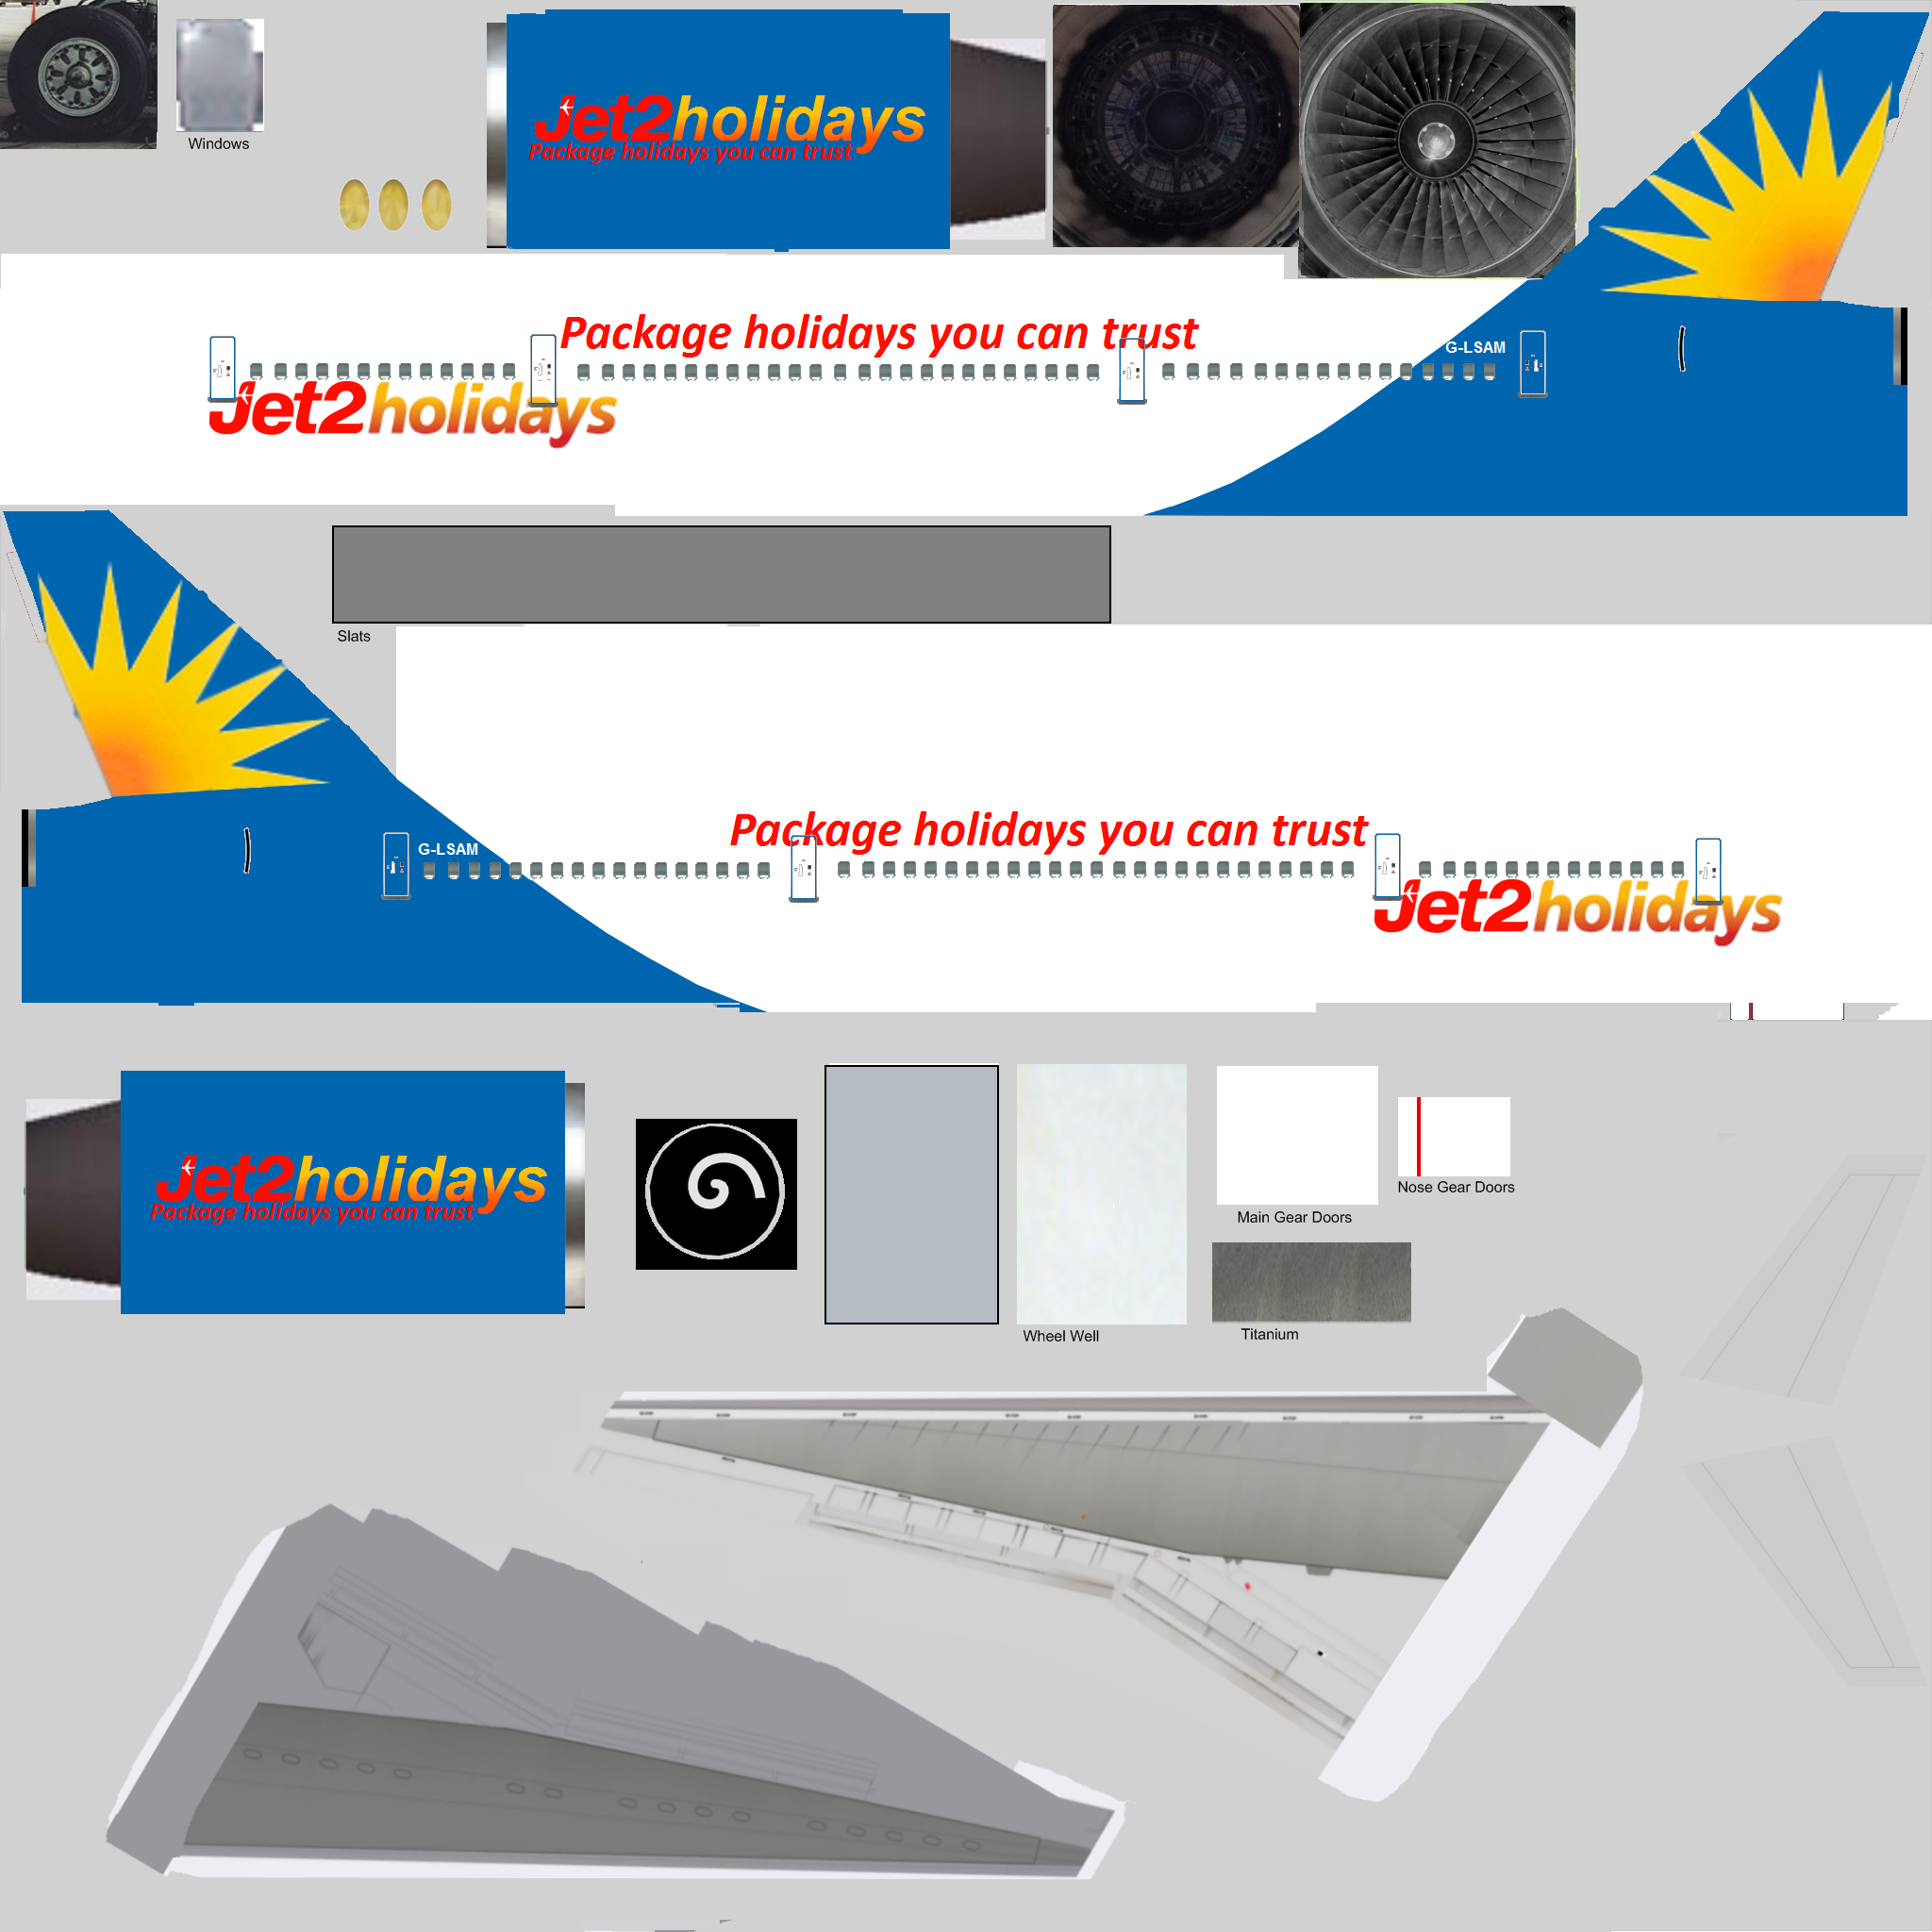 Windows
Jet2holidays
Package holidays you can trust
Package holidays you can trust
G-LSAM
Jet2holidays
Slats
Package holidays you can trust
G-LSAM
Jet2holidays
Jet2holidays
Package holidays you can trust
Nose Gear Doors
Main Gear Doors
Wheel Well
Titanium